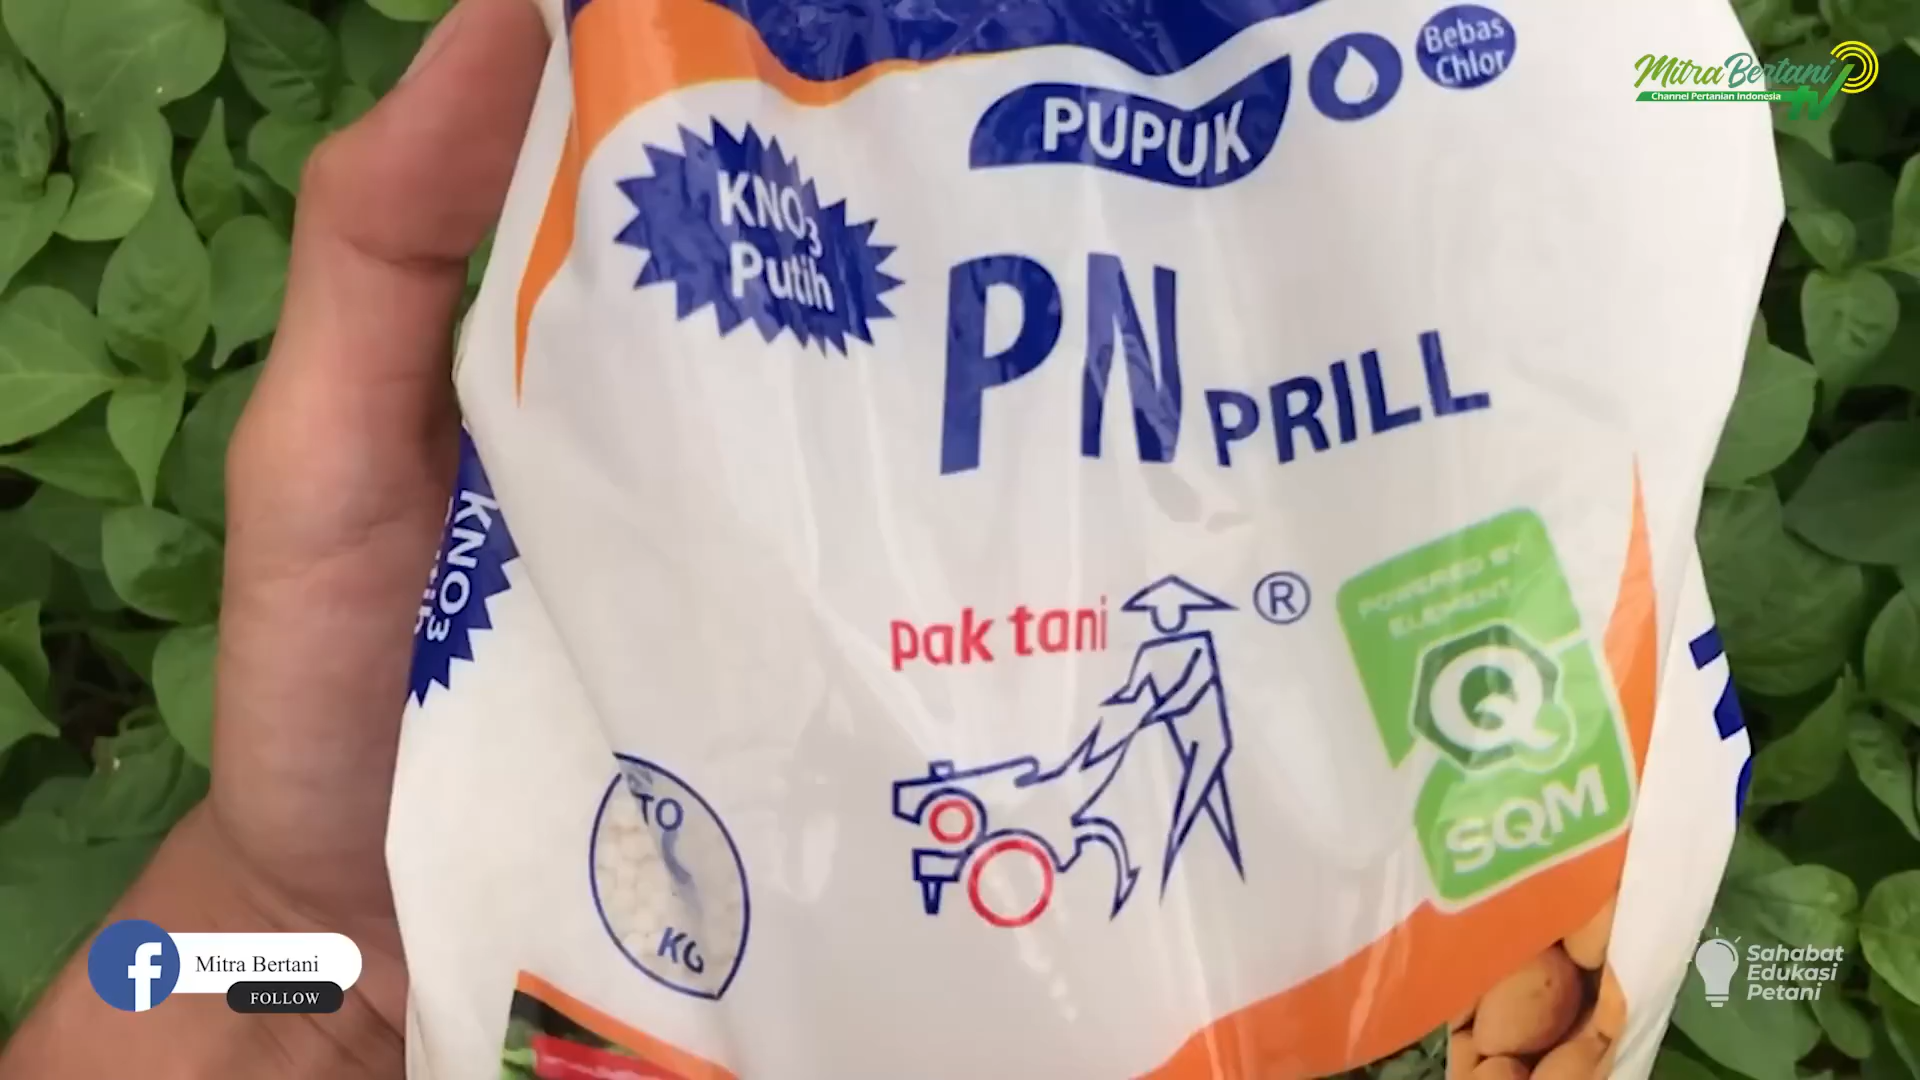 Bebas
Chlor
Mitra Bertani
tv
Channel Pertanian Indonesia
PUPUK
KNO₃
Putih
PN PRILL
KNO3
pak tani ®
POWERED BY
ELEMENT
Q
SQM
TO
KG
f
Mitra Bertani
FOLLOW
Sahabat
Edukasi
Petani